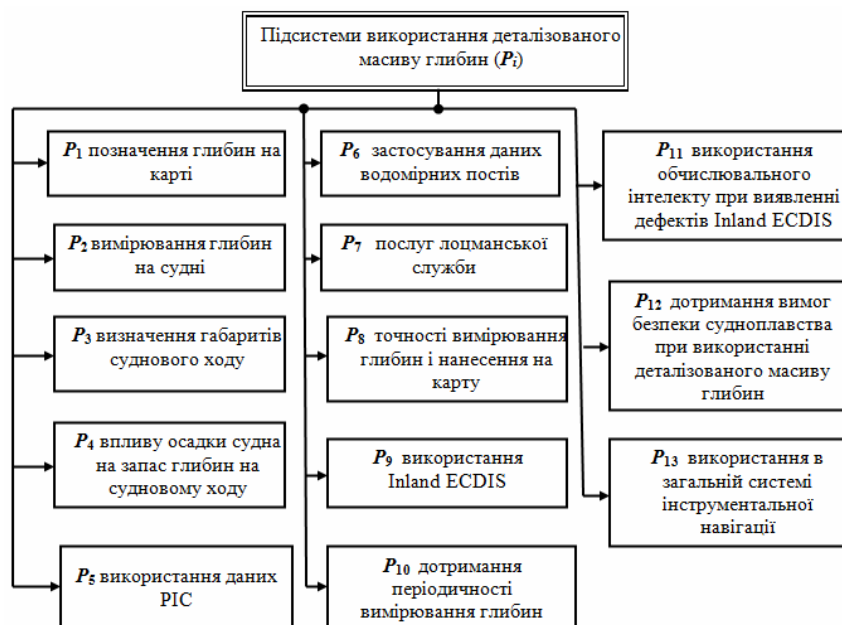 Підсистеми використання деталізованого
масиву глибин (Pi)
P1 позначення глибин на
карті
P2 вимірювання глибин
на судні
P3 визначення габаритів
суднового ходу
P4 впливу осадки судна
на запас глибин на
судновому ходу
P5 використання даних
РІС
P6 застосування даних
водомірних постів
P7 послуг лоцманської
служби
P8 точності вимірювання
глибин і нанесення на
карту
P9 використання
Inland ECDIS
P10 дотримання
періодичності
вимірювання глибин
P11 використання
обчислювального
інтелекту при виявленні
дефектів Inland ECDIS
P12 дотримання вимог
безпеки судноплавства
при використанні
деталізованого масиву
глибин
P13 використання в
загальній системі
інструментальної
навігації